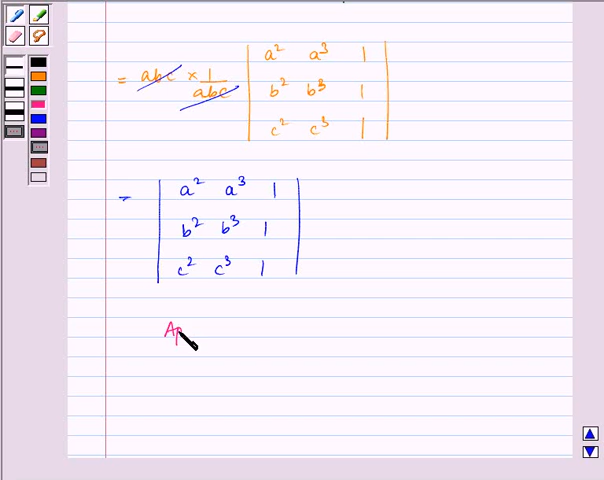 = abc × 1/abc | a² a³ 1 |
| b² b³ 1 |
| c² c³ 1 |
= | a² a³ 1 |
| b² b³ 1 |
| c² c³ 1 |
Ap